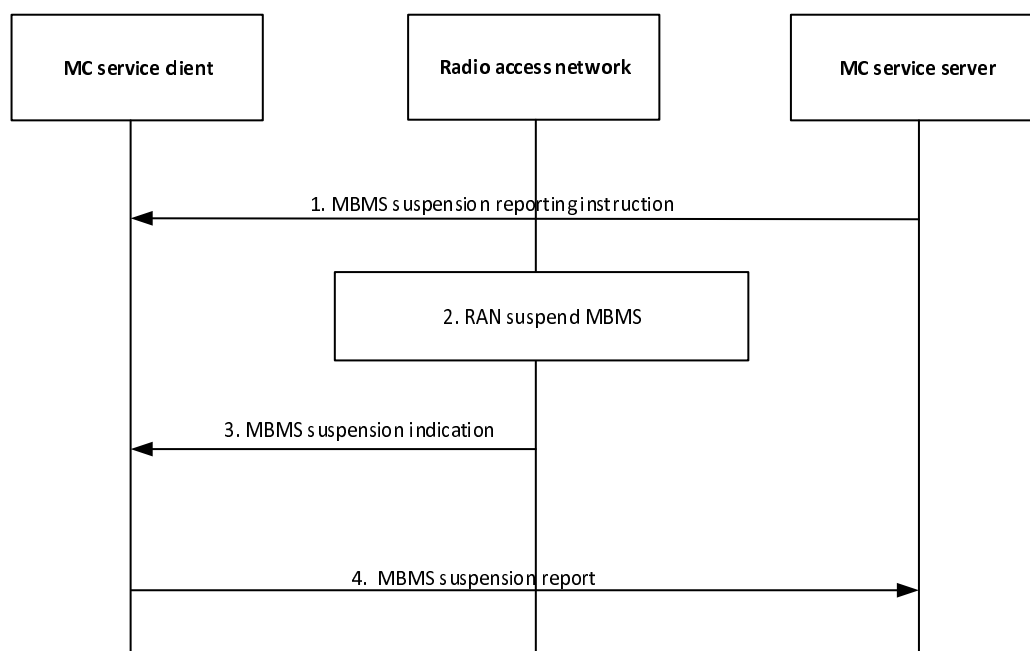 MC service client
Radio access network
MC service server
1. MBMS suspension reporting instruction
2. RAN suspend MBMS
3. MBMS suspension indication
4. MBMS suspension report